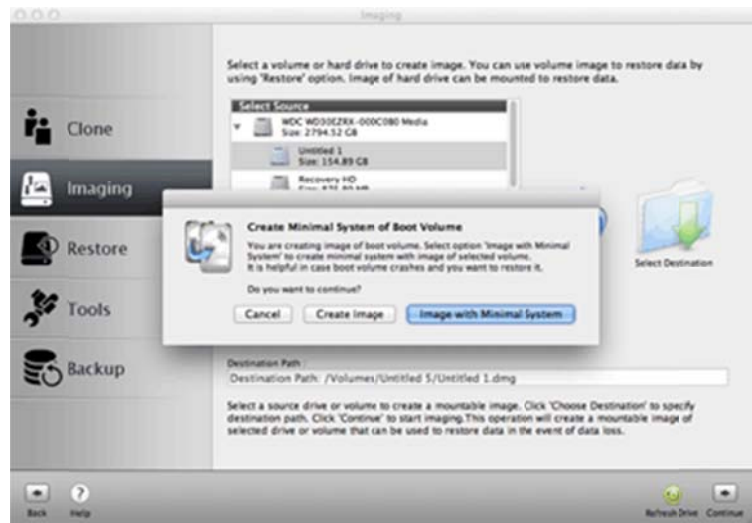 Imaging
Select a volume or hard drive to create image. You can use volume image to restore data by
using 'Restore' option. Image of hard drive can be mounted to restore data.
Select Source
WDC WD30EZRX-000C0B0 Media
Size: 2794.52 GB
Untitled 1
Size: 154.89 GB
Recovery HD
Clone
Imaging
Restore
Tools
Backup
Create Minimal System of Boot Volume
You are creating image of boot volume. Select option 'Image with Minimal
System' to create minimal system with image of selected volume.
It is helpful in case boot volume crashes and you want to restore it.
Do you want to continue?
Cancel
Create Image
Image with Minimal System
Select Destination
Destination Path :
Destination Path: /Volumes/Untitled 5/Untitled 1.dmg
Select a source drive or volume to create a mountable image. Click 'Choose Destination' to specify
destination path. Click 'Continue' to start imaging.This operation will create a mountable image of
selected drive or volume that can be used to restore data in the event of data loss.
Back
Help
Refresh Drive
Continue